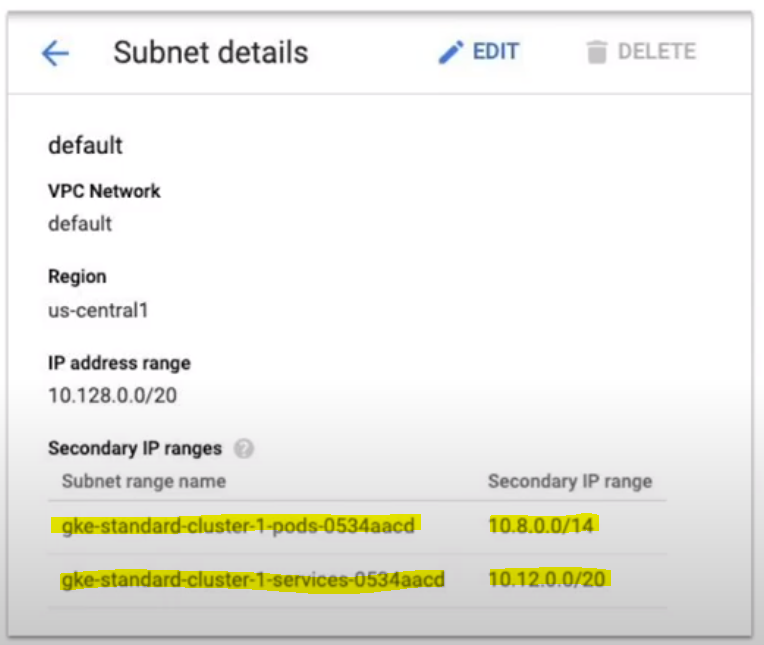 Subnet details EDIT DELETE
default
VPC Network
default
Region
us-central1
IP address range
10.128.0.0/20
Secondary IP ranges ?
Subnet range name Secondary IP range
gke-standard-cluster-1-pods-0534aacd 10.8.0.0/14
gke-standard-cluster-1-services-0534aacd 10.12.0.0/20